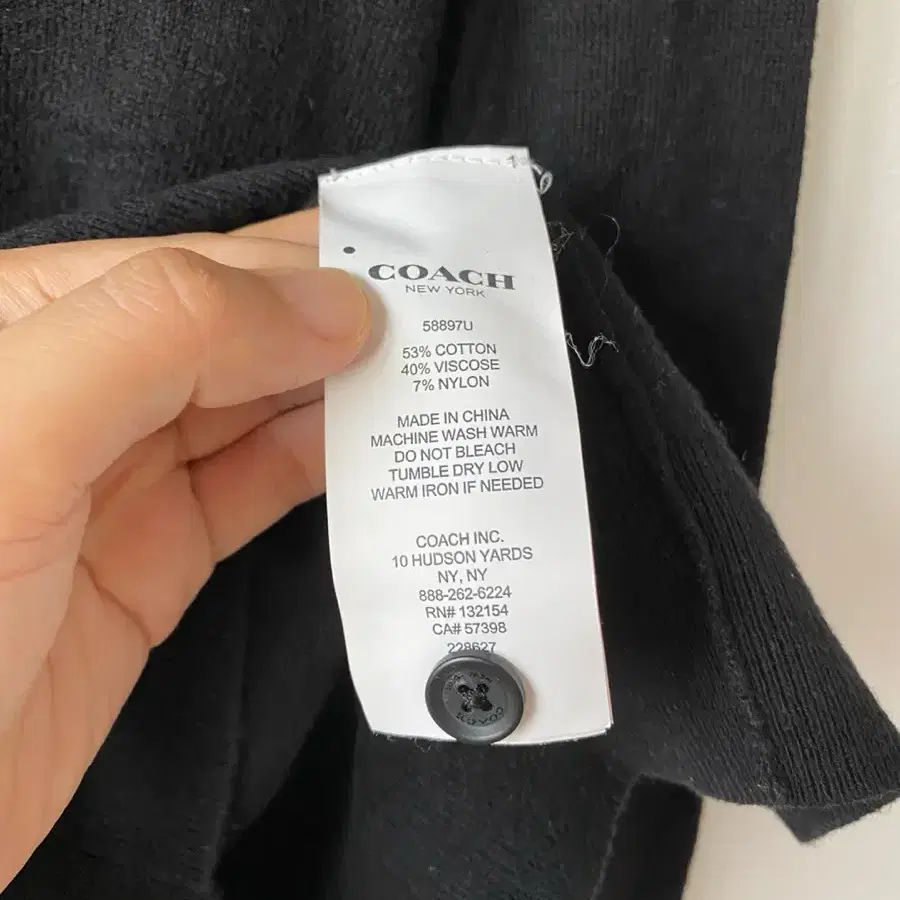 COACH
NEW YORK
58897U
53% COTTON
40% VISCOSE
7% NYLON
MADE IN CHINA
MACHINE WASH WARM
DO NOT BLEACH
TUMBLE DRY LOW
WARM IRON IF NEEDED
COACH INC.
10 HUDSON YARDS
NY, NY
888-262-6224
RN# 132154
CA# 57398
228627
COACH